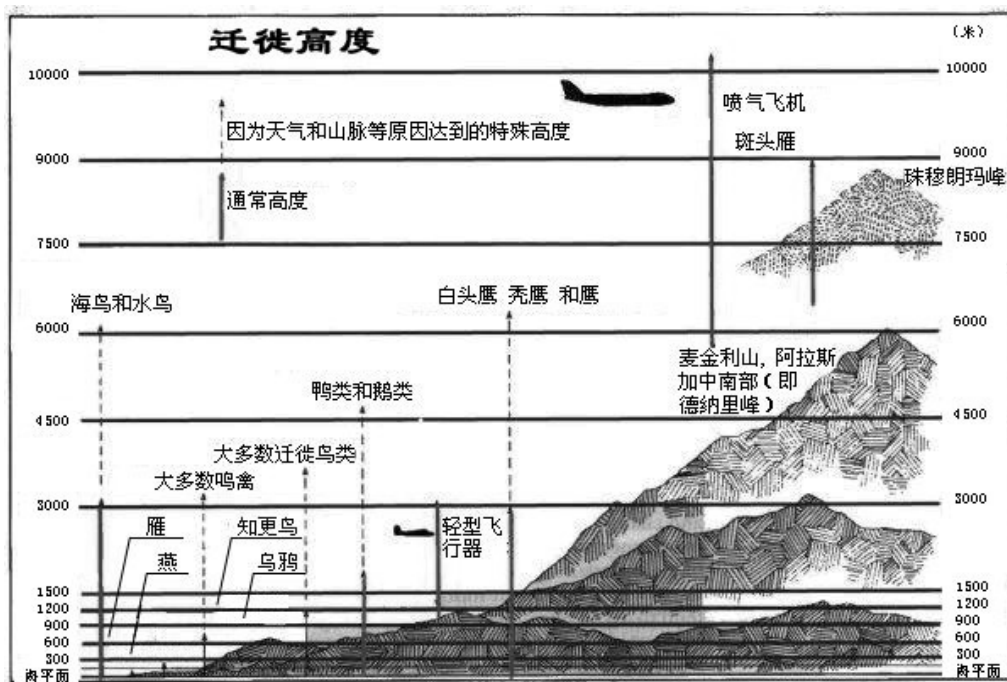 迁徙高度
(米)
10000
10000
喷气飞机
因为天气和山脉等原因达到的特殊高度
斑头雁
9000
9000
珠穆朗玛峰
通常高度
7500
7500
海鸟和水鸟
白头鹰 秃鹰 和鹰
6000
6000
麦金利山, 阿拉斯
加中南部(即
德纳里峰)
鸭类和鹅类
4500
4500
大多数迁徙鸟类
大多数鸣禽
3000
3000
雁
知更鸟
轻型飞
行器
燕
乌鸦
1500
1500
1200
1200
900
900
600
600
300
300
海平面
海平面